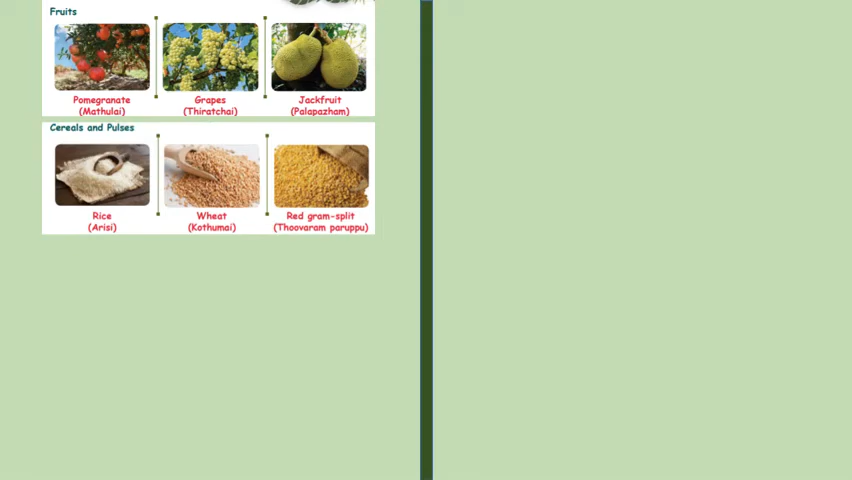 Fruits
Pomegranate
(Mathulai)
Grapes
(Thiratchai)
Jackfruit
(Palapazham)
Cereals and Pulses
Rice
(Arisi)
Wheat
(Kothumai)
Red gram-split
(Thoovaram paruppu)